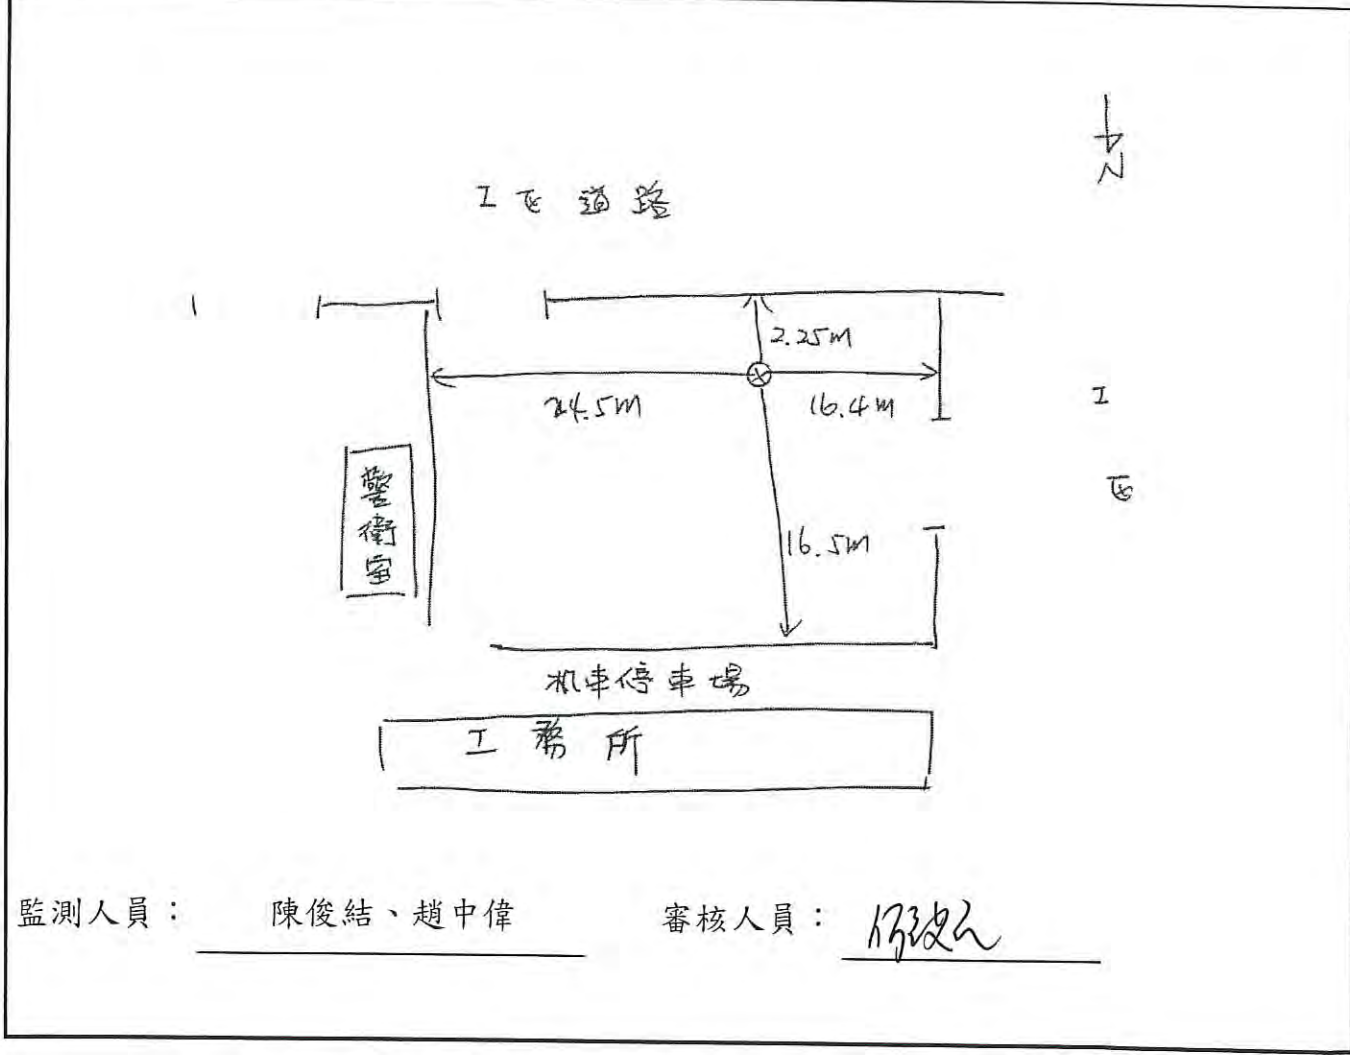 N
工区道路
2.25m
24.5m
16.4m
工
区
警衛室
16.5m
机車停車場
工務所
監測人員： 陳俊結、趙中偉 審核人員：